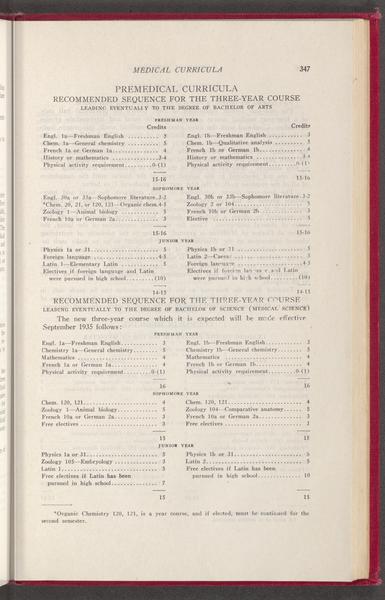 MEDICAL CURRICULA 347
PREMEDICAL CURRICULA
RECOMMENDED SEQUENCE FOR THE THREE-YEAR COURSE
LEADING EVENTUALLY TO THE DEGREE OF BACHELOR OF ARTS
FRESHMAN YEAR
Credits Credits
Engl. 1a—Freshman English 3 Engl. 1b—Freshman English 3
Chem. 1a—General chemistry 5 Chem. 1b—Qualitative analysis 5
French 1a or German 1a 4 French 1b or German 1b 4
History or mathematics 3-4 History or mathematics 3-4
Physical activity requirement 0-(1) Physical activity requirement 0-(1)
15-16 15-16
SOPHOMORE YEAR
Engl. 30a or 33a—Sophomore literature 3-2 Engl. 30b or 33b—Sophomore literature 3-2
*Chem. 20, 21, or 120, 121—Organic chem. 4-5 Zoology 2 or 104 5
Zoology 1—Animal biology 5 French 10b or German 2b 3
French 10a or German 2a 3 Elective 5
15-16 15-16
JUNIOR YEAR
Physics 1a or 31 5 Physics 1b or 31 5
Foreign language 4-3 Latin 2—Caesar 5
Latin 1—Elementary Latin 5 Foreign language 4-3
Electives if foreign language and Latin Electives if foreign language and Latin
were pursued in high school (10) were pursued in high school (10)
14-15 14-15
RECOMMENDED SEQUENCE FOR THE THREE-YEAR COURSE
LEADING EVENTUALLY TO THE DEGREE OF BACHELOR OF SCIENCE (MEDICAL SCIENCE)
The new three-year course which it is expected will be made effective
September 1935 follows:
FRESHMAN YEAR
Engl. 1a—Freshman English 3 Engl. 1b—Freshman English 3
Chemistry 1a—General chemistry 5 Chemistry 1b—General chemistry 5
Mathematics 4 Mathematics 4
French 1a or German 1a 4 French 1b or German 1b 4
Physical activity requirement 0-(1) Physical activity requirement 0-(1)
16 16
SOPHOMORE YEAR
Chem. 120, 121 4 Chem. 120, 121 4
Zoology 1—Animal biology 5 Zoology 104—Comparative anatomy 5
French 10a or German 2a 3 French 10a or German 2a 3
Free electives 3 Free electives 3
15 15
JUNIOR YEAR
Physics 1a or 31 5 Physics 1b or 31 5
Zoology 105—Embryology 5 Latin 2 5
Latin 1 5 Free electives if Latin has been
Free electives if Latin has been pursued in high school 10
pursued in high school 7
15 15
*Organic Chemistry 120, 121, is a year course, and if elected, must be continued for the
second semester.